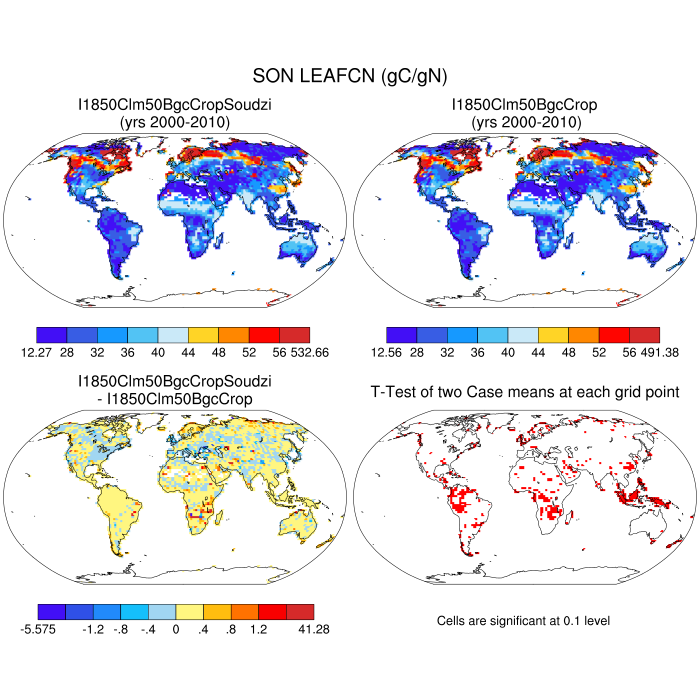 SON LEAFCN (gC/gN)
I1850Clm50BgcCropSoudzi
(yrs 2000-2010)
I1850Clm50BgcCrop
(yrs 2000-2010)
12.27 28 32 36 40 44 48 52 56 532.66
12.56 28 32 36 40 44 48 52 56 491.38
I1850Clm50BgcCropSoudzi
- I1850Clm50BgcCrop
T-Test of two Case means at each grid point
-5.575 -1.2 -.8 -.4 0 .4 .8 1.2 41.28
Cells are significant at 0.1 level